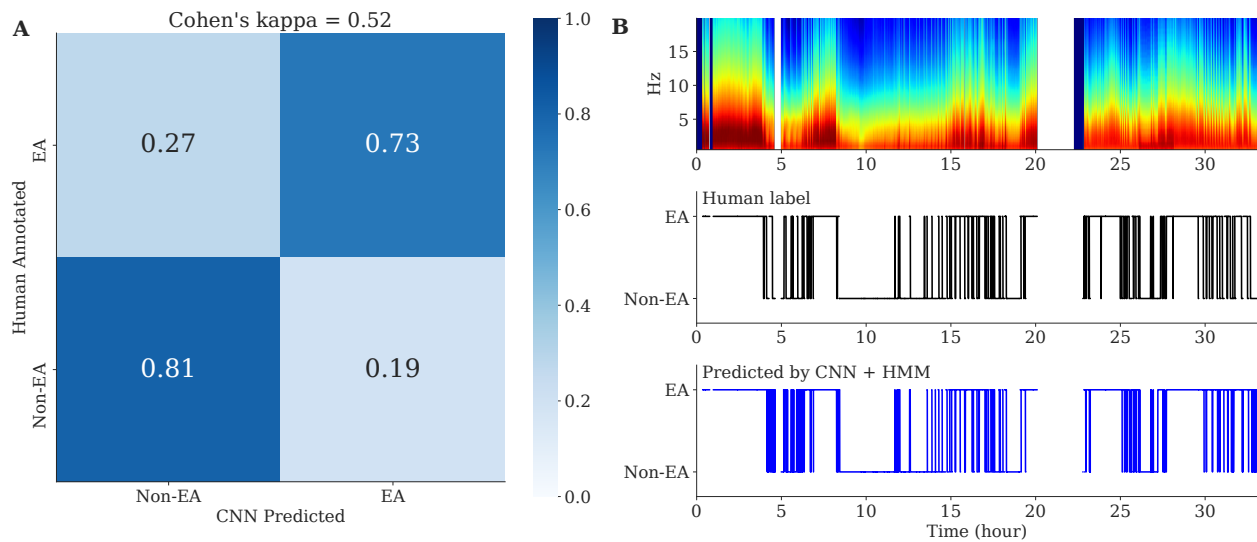 A
Cohen's kappa = 0.52
Human Annotated
EA
Non-EA
0.27
0.73
0.81
0.19
Non-EA
EA
CNN Predicted
1.0
0.8
0.6
0.4
0.2
0.0
B
Hz
15
10
5
0
5
10
15
20
25
30
Human label
EA
Non-EA
0
5
10
15
20
25
30
Predicted by CNN + HMM
EA
Non-EA
0
5
10
15
20
25
30
Time (hour)